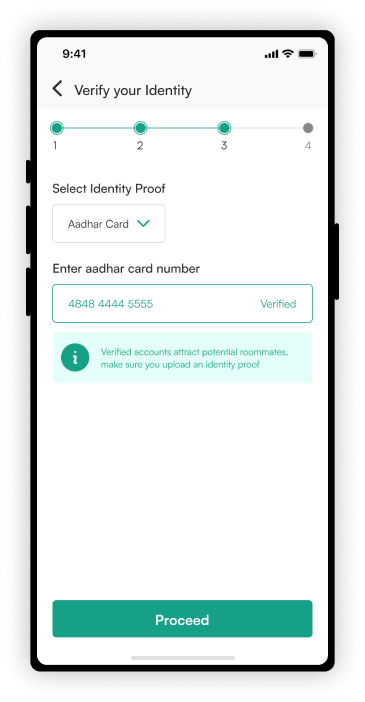 9:41
Verify your Identity
1 2 3 4
Select Identity Proof
Aadhar Card
Enter aadhar card number
4848 4444 5555 Verified
Verified accounts attract potential roommates,
make sure you upload an identity proof
Proceed